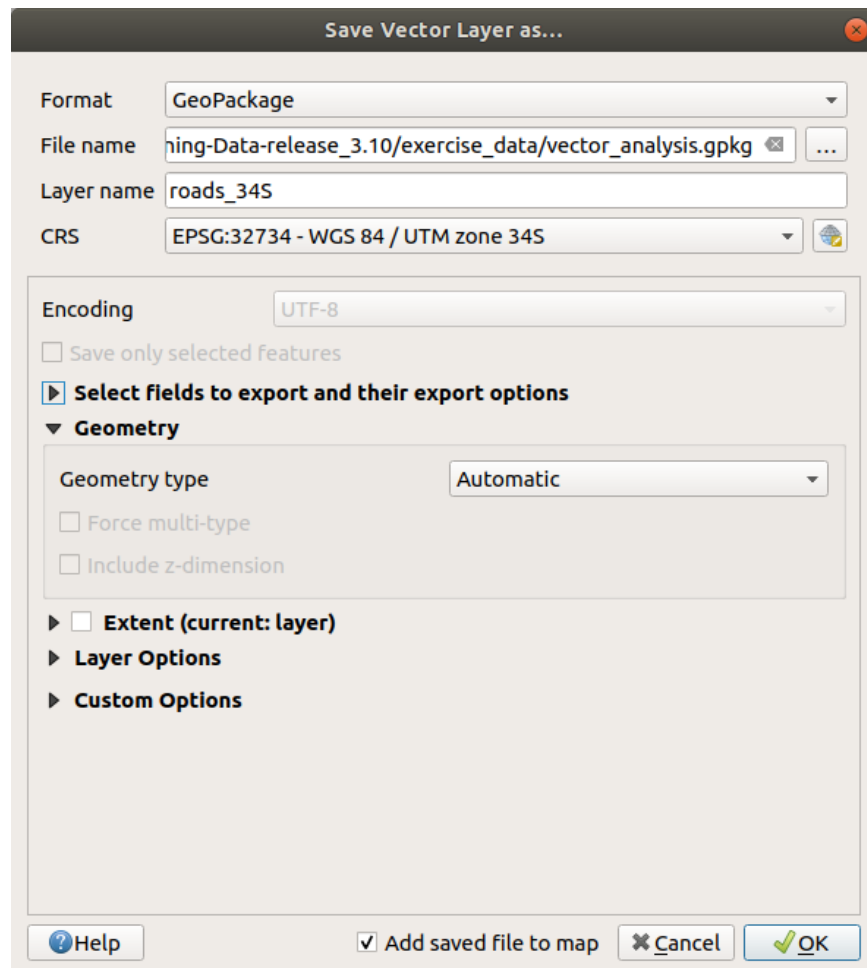 Save Vector Layer as...
Format GeoPackage
File name ning-Data-release_3.10/exercise_data/vector_analysis.gpkg ...
Layer name roads_34S
CRS EPSG:32734 - WGS 84 / UTM zone 34S
Encoding UTF-8
Save only selected features
Select fields to export and their export options
Geometry
Geometry type Automatic
Force multi-type
Include z-dimension
Extent (current: layer)
Layer Options
Custom Options
Help Add saved file to map Cancel OK